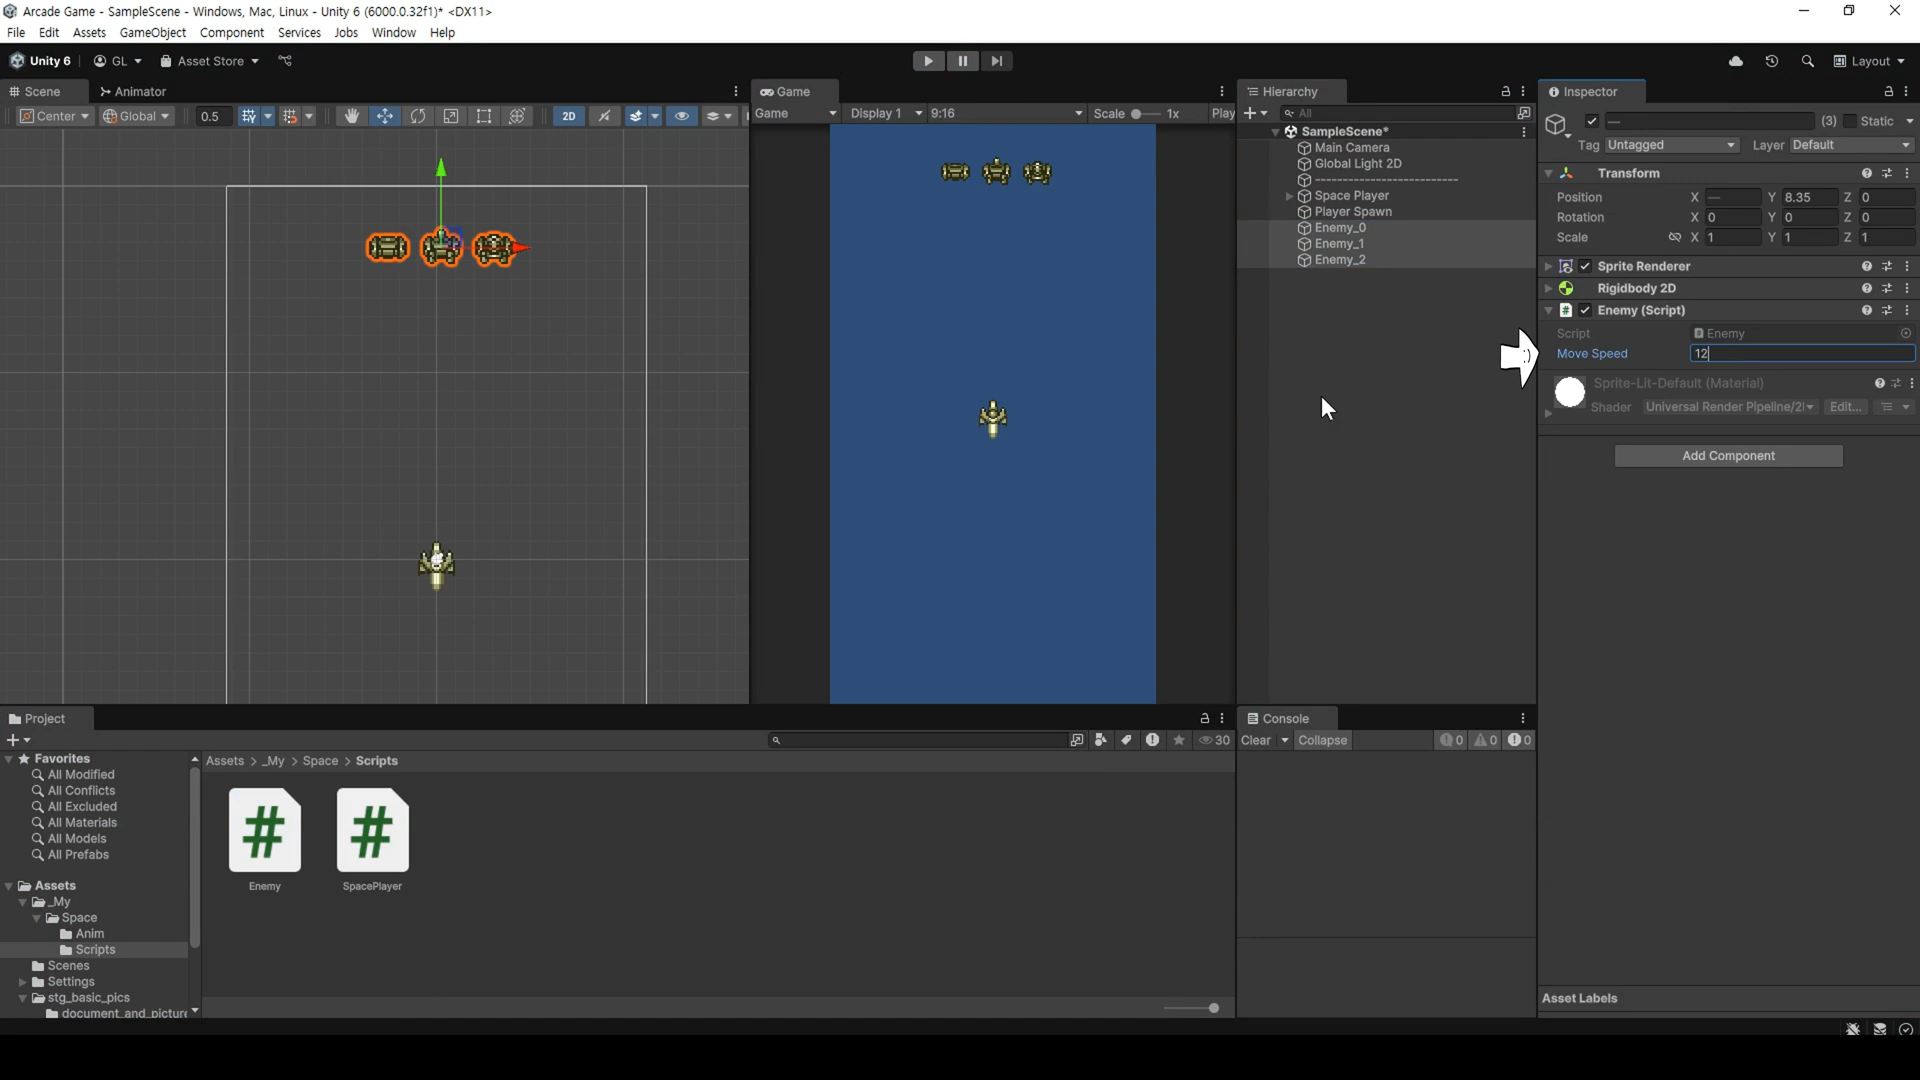 Arcade Game - SampleScene - Windows, Mac, Linux - Unity 6 (6000.0.32f1)* <DX11>
File Edit Assets GameObject Component Services Jobs Window Help
Unity 6 GL Asset Store Layout
Scene Animator
Center Global 0.5 2D
Game
Game Display 1 9:16 Scale 1x Play
Hierarchy
All
SampleScene*
Main Camera
Global Light 2D
--------------------------
Space Player
Player Spawn
Enemy_0
Enemy_1
Enemy_2
Inspector
— (3) Static
Tag Untagged Layer Default
Transform
Position X — Y 8.35 Z 0
Rotation X 0 Y 0 Z 0
Scale X 1 Y 1 Z 1
Sprite Renderer
Rigidbody 2D
# Enemy (Script)
Script Enemy
Move Speed 12
Sprite-Lit-Default (Material)
Shader Universal Render Pipeline/2I Edit...
Add Component
Asset Labels
Project
30
Favorites
All Modified
All Conflicts
All Excluded
All Materials
All Models
All Prefabs
Assets
_My
Space
Anim
Scripts
Scenes
Settings
stg_basic_pics
document_and_picture
Assets > _My > Space > Scripts
# #
Enemy SpacePlayer
Console
Clear Collapse 0 0 0